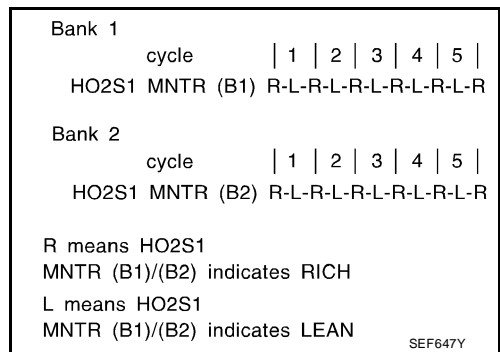 Bank 1
cycle | 1 | 2 | 3 | 4 | 5 |
HO2S1 MNTR (B1) R-L-R-L-R-L-R-L-R-L-R
Bank 2
cycle | 1 | 2 | 3 | 4 | 5 |
HO2S1 MNTR (B2) R-L-R-L-R-L-R-L-R-L-R
R means HO2S1
MNTR (B1)/(B2) indicates RICH
L means HO2S1
MNTR (B1)/(B2) indicates LEAN
SEF647Y